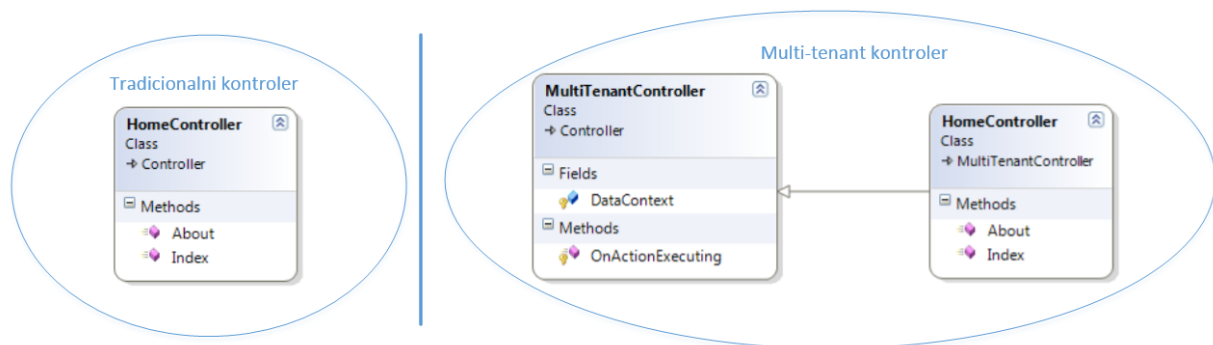 Tradicionalni kontroler
HomeController
Class
Controller
Methods
About
Index
Multi-tenant kontroler
MultiTenantController
Class
Controller
Fields
DataContext
Methods
OnActionExecuting
HomeController
Class
MultiTenantController
Methods
About
Index